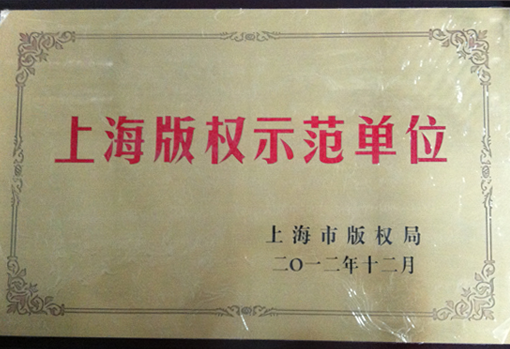 上海版权示范单位
上海市版权局
二〇一二年十二月